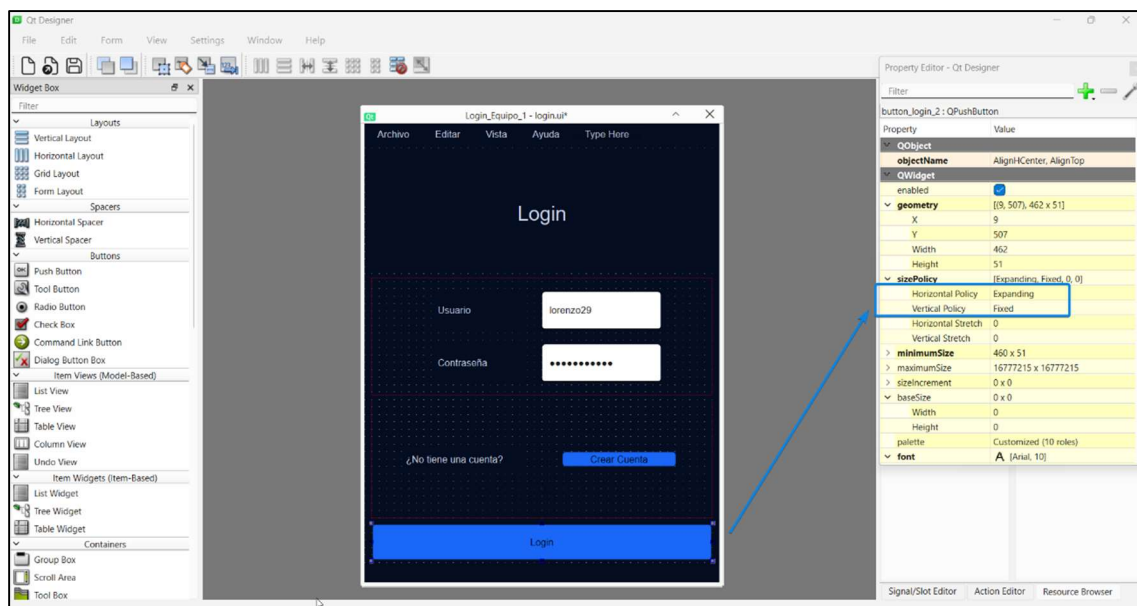 Qt Designer
File Edit Form View Settings Window Help
Widget Box
Filter
Layouts
Vertical Layout
Horizontal Layout
Grid Layout
Form Layout
Spacers
Horizontal Spacer
Vertical Spacer
Buttons
Push Button
Tool Button
Radio Button
Check Box
Command Link Button
Dialog Button Box
Item Views (Model-Based)
List View
Tree View
Table View
Column View
Undo View
Item Widgets (Item-Based)
List Widget
Tree Widget
Table Widget
Containers
Group Box
Scroll Area
Tool Box
Login_Equipo_1 - login.ui*
Archivo Editar Vista Ayuda Type Here
Login
Usuario lorenzo29
Contraseña
¿No tiene una cuenta? Crear Cuenta
Login
Property Editor - Qt Designer
Filter
button_login_2 : QPushButton
Property Value
QObject
objectName AlignHCenter, AlignTop
QWidget
enabled
geometry [(9, 507), 462 x 51]
X 9
Y 507
Width 462
Height 51
sizePolicy [Expanding, Fixed, 0, 0]
Horizontal Policy Expanding
Vertical Policy Fixed
Horizontal Stretch 0
Vertical Stretch 0
minimumSize 460 x 51
maximumSize 16777215 x 16777215
sizeIncrement 0 x 0
baseSize 0 x 0
Width 0
Height 0
palette Customized (10 roles)
font A [Arial, 10]
Signal/Slot Editor Action Editor Resource Browser